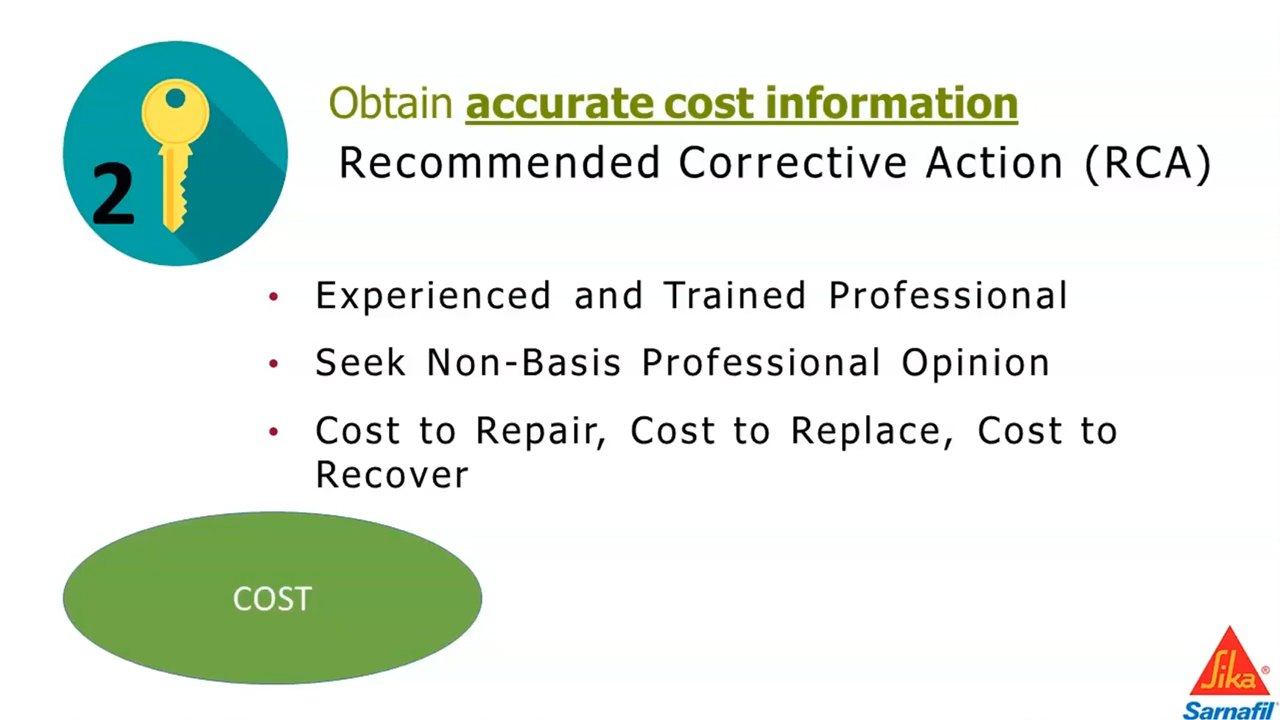 2
Obtain accurate cost information
Recommended Corrective Action (RCA)
• Experienced and Trained Professional
• Seek Non-Basis Professional Opinion
• Cost to Repair, Cost to Replace, Cost to
Recover
COST
Sika®
Sarnafil